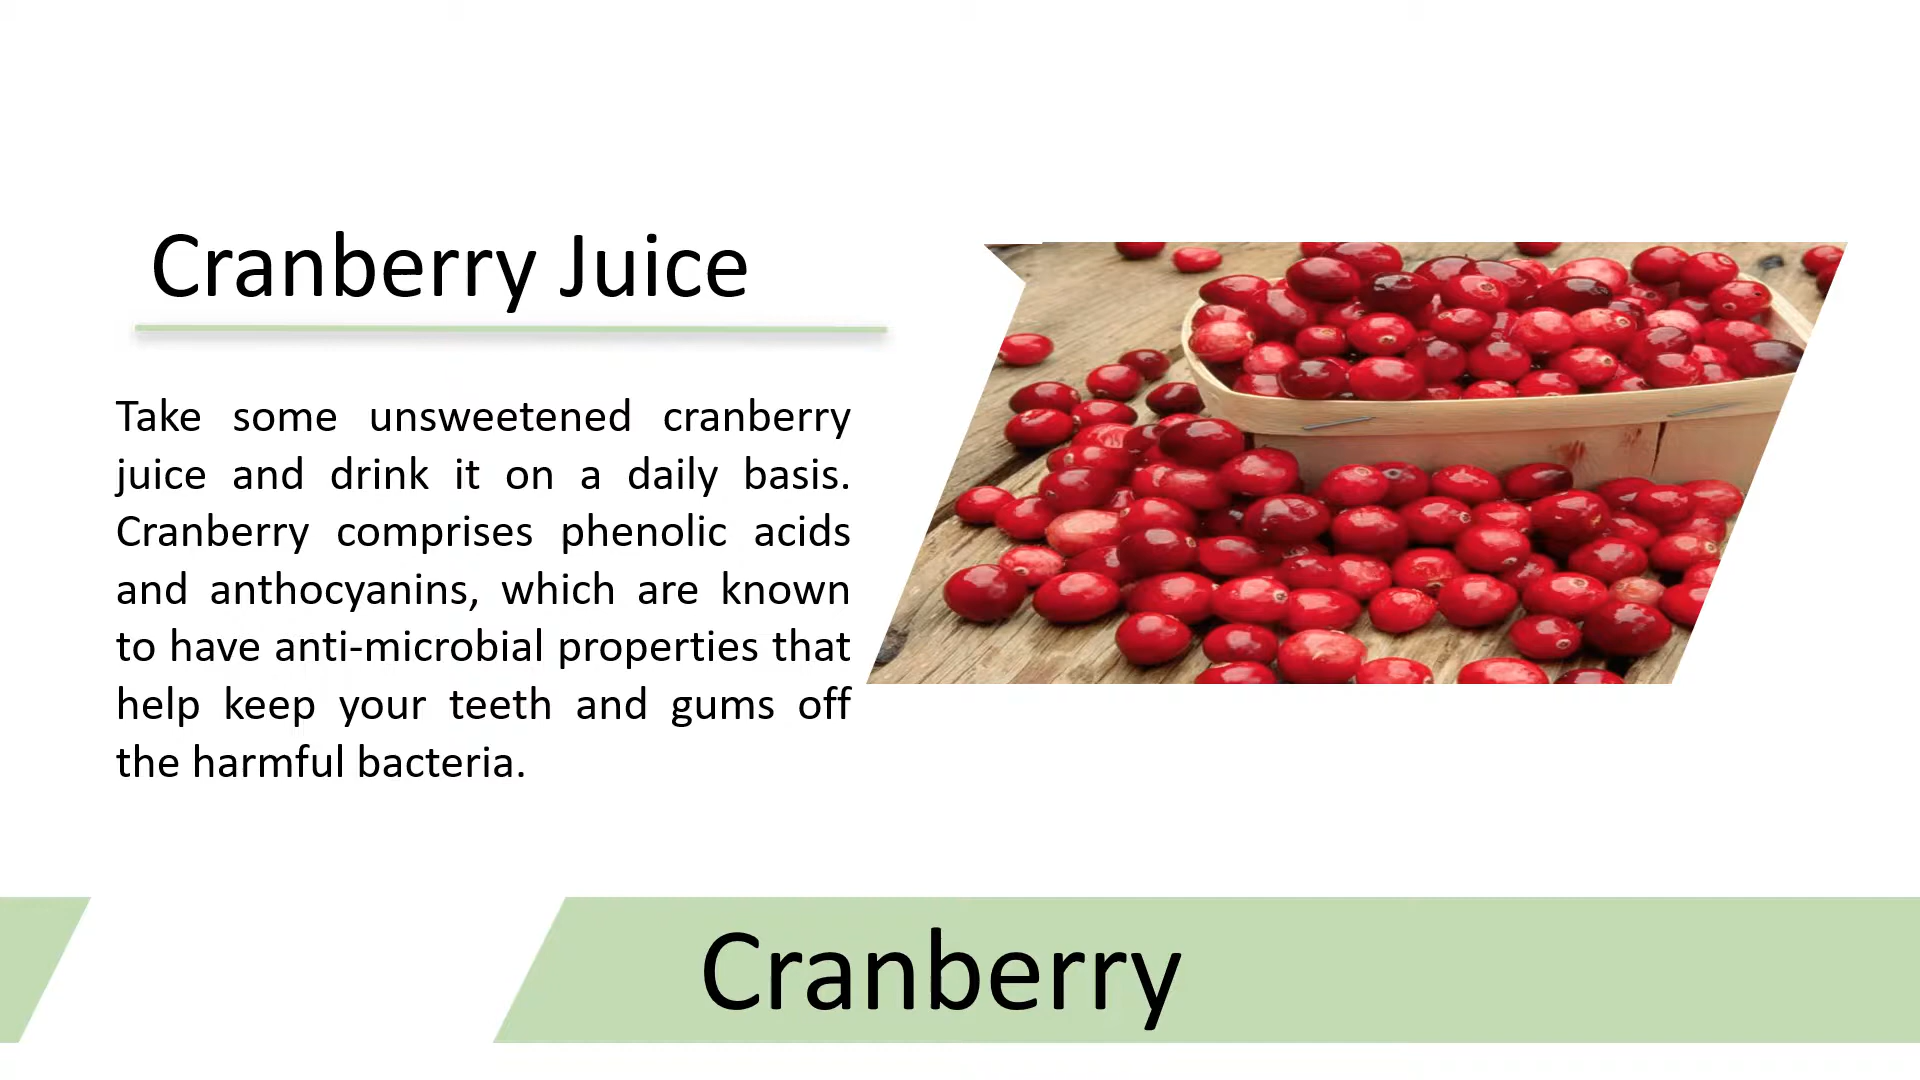 Cranberry Juice
Take some unsweetened cranberry
juice and drink it on a daily basis.
Cranberry comprises phenolic acids
and anthocyanins, which are known
to have anti-microbial properties that
help keep your teeth and gums off
the harmful bacteria.
Cranberry